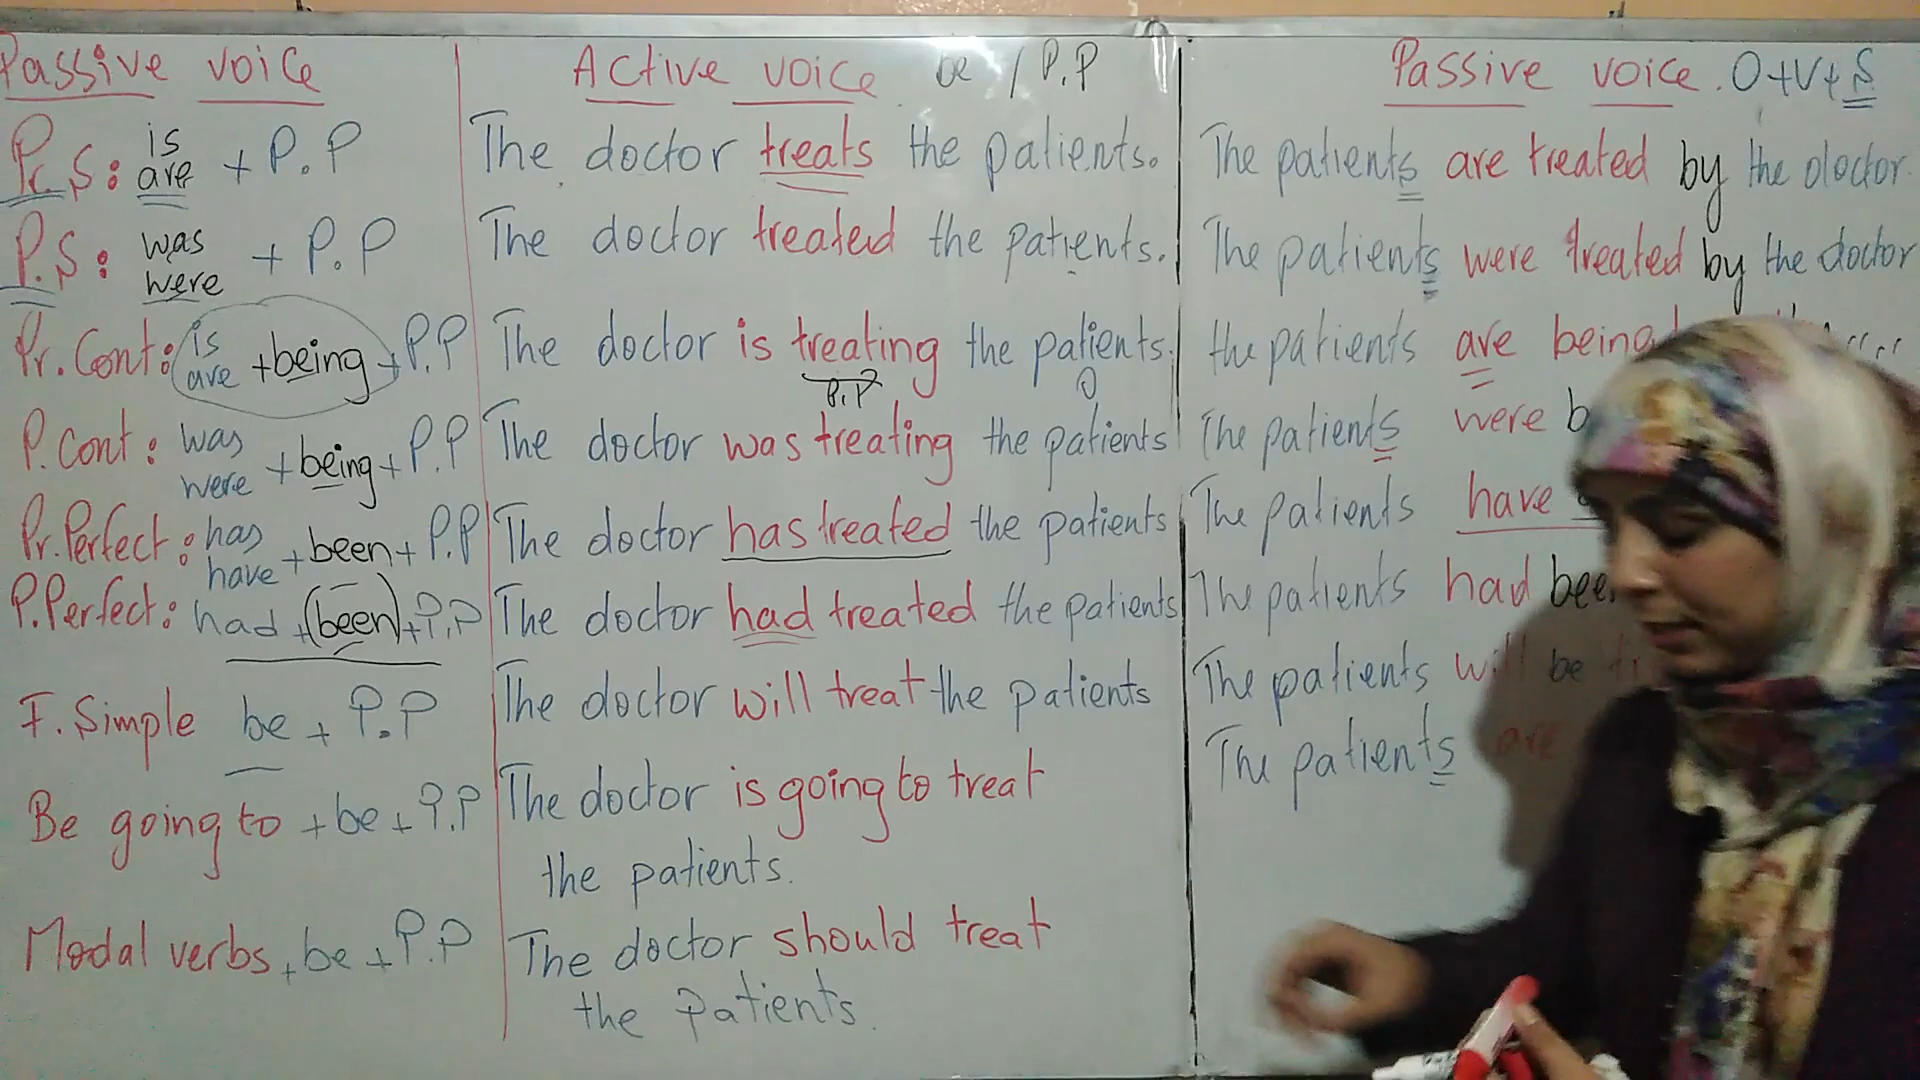 Passive voice
Pr.S: is are + P.P
P.S: was were + P.P
Pr.Cont: is are + being + P.P
P.Cont: was were + being + P.P
Pr.Perfect: has have + been + P.P
P.Perfect: had + (been) + P.P
F.Simple be + P.P
Be going to + be + P.P
Modal verbs + be + P.P
Active voice be / P.P
The doctor treats the patients.
The doctor treated the patients.
The doctor is treating the patients.
P.P O
The doctor was treating the patients
The doctor has treated the patients
The doctor had treated the patients
The doctor will treat the patients
The doctor is going to treat
the patients.
The doctor should treat
the patients.
Passive voice. O+V+S
The patients are treated by the doctor.
The patients were treated by the doctor
the patients are being
The patients were
The patients have
The patients had
The patients will be
The patients are